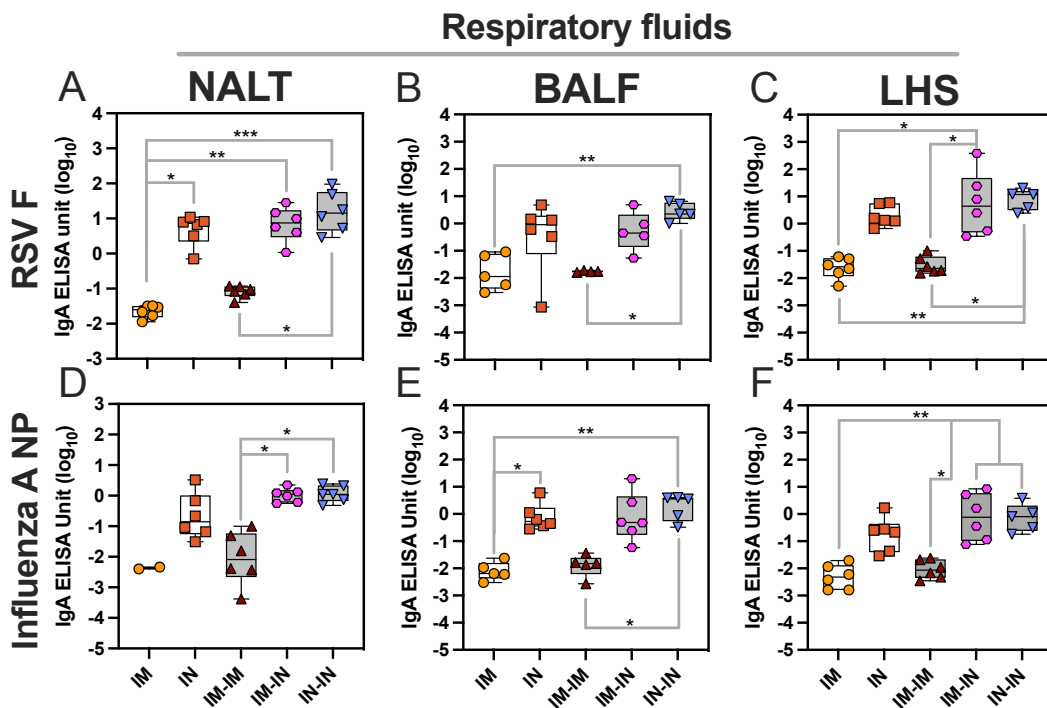 Respiratory fluids
NALT
BALF
LHS
RSV F
A
IgA ELISA unit (log10)
4
3
2
1
0
-1
-2
-3
*
**
***
*
B
IgA ELISA unit (log10)
4
3
2
1
0
-1
-2
-3
-4
-5
**
*
C
IgA ELISA unit (log10)
4
3
2
1
0
-1
-2
-3
-4
-5
*
*
*
**
Influenza A NP
D
IgA ELISA Unit (log10)
3
2
1
0
-1
-2
-3
-4
-5
*
*
IM
IN
IM-IM
IM-IN
IN-IN
E
IgA ELISA Unit (log10)
4
3
2
1
0
-1
-2
-3
-4
-5
**
*
*
IM
IN
IM-IM
IM-IN
IN-IN
F
IgA ELISA Unit (log10)
4
3
2
1
0
-1
-2
-3
-4
-5
**
*
IM
IN
IM-IM
IM-IN
IN-IN